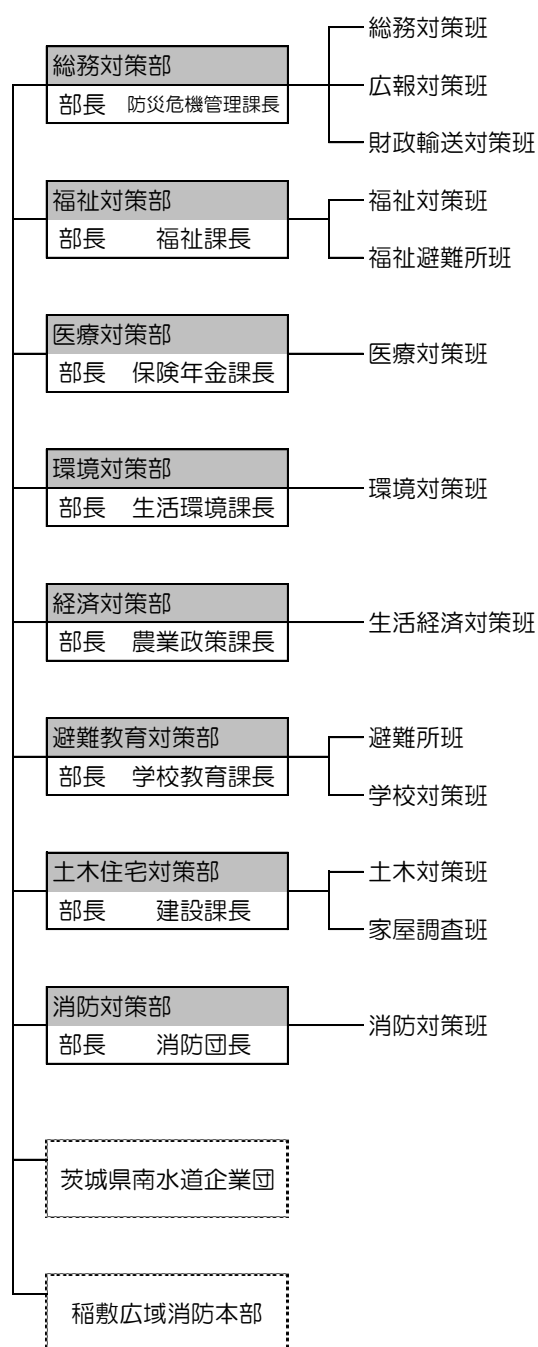 総務対策部
部長 防災危機管理課長
総務対策班
広報対策班
財政輸送対策班
福祉対策部
部長 福祉課長
福祉対策班
福祉避難所班
医療対策部
部長 保険年金課長
医療対策班
環境対策部
部長 生活環境課長
環境対策班
経済対策部
部長 農業政策課長
生活経済対策班
避難教育対策部
部長 学校教育課長
避難所班
学校対策班
土木住宅対策部
部長 建設課長
土木対策班
家屋調査班
消防対策部
部長 消防団長
消防対策班
茨城県南水道企業団
稲敷広域消防本部